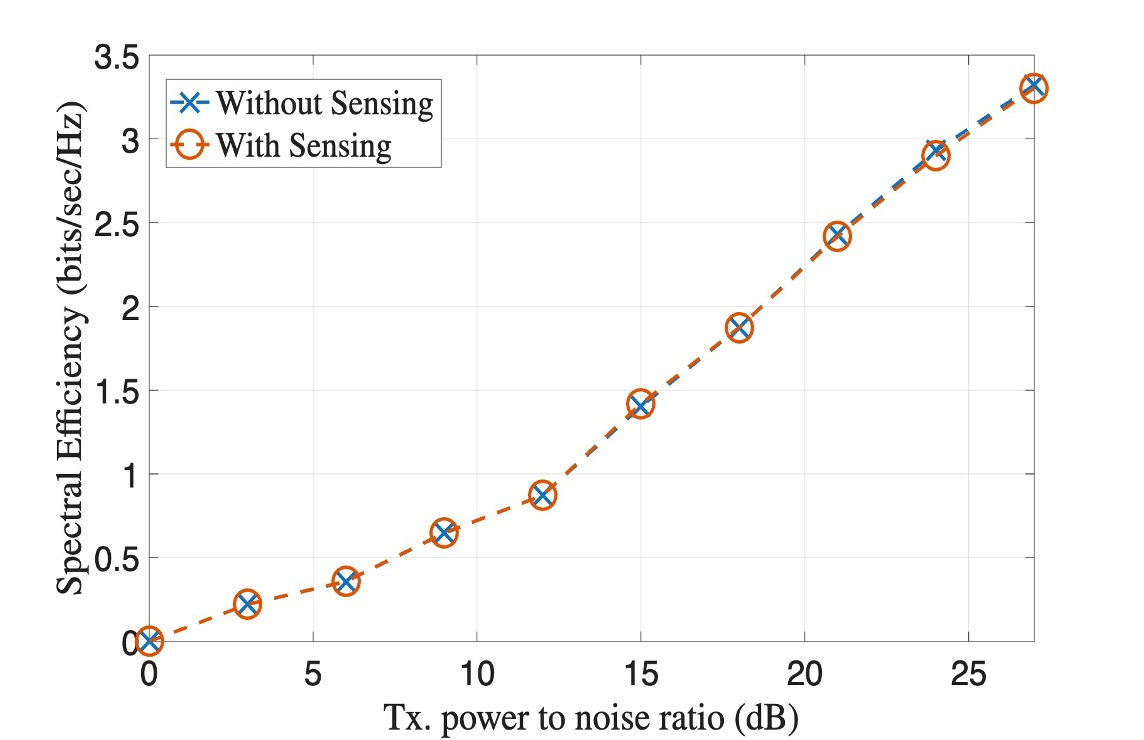 3.5
3
2.5
2
1.5
1
0.5
0
Spectral Efficiency (bits/sec/Hz)
Without Sensing
With Sensing
0 5 10 15 20 25
Tx. power to noise ratio (dB)